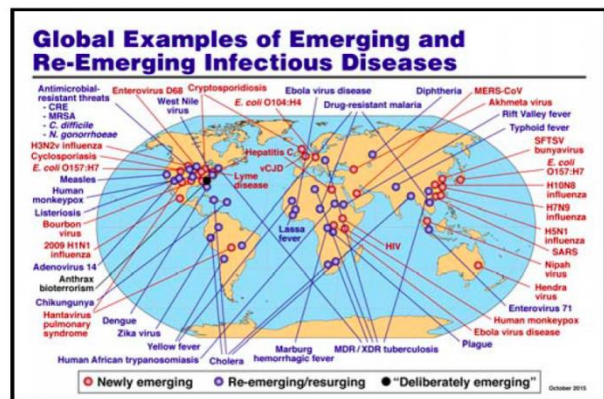 Global Examples of Emerging and
Re-Emerging Infectious Diseases
Antimicrobial-
resistant threats
- CRE
- MRSA
- C. difficile
- N. gonorrhoeae
H3N2v influenza
Cyclosporiasis
E. coli O157:H7
Measles
Human
monkeypox
Listeriosis
Bourbon
virus
2009 H1N1
influenza
Adenovirus 14
Anthrax
bioterrorism
Chikungunya
Hantavirus
pulmonary
syndrome
Enterovirus D68
West Nile
virus
Cryptosporidiosis
E. coli O104:H4
Ebola virus disease
Drug-resistant malaria
Diphtheria
MERS-CoV
Akhmeta virus
Rift Valley fever
Typhoid fever
SFTSV
bunyavirus
E. coli
O157:H7
H10N8
influenza
H7N9
influenza
H5N1
influenza
SARS
Nipah
virus
Hendra
virus
Enterovirus 71
Human monkeypox
Ebola virus disease
Plague
Hepatitis C
vCJD
Lyme
disease
Lassa
fever
HIV
Dengue
Zika virus
Yellow fever
Human African trypanosomiasis
Cholera
Marburg
hemorrhagic fever
MDR/XDR tuberculosis
Newly emerging
Re-emerging/resurging
"Deliberately emerging"
October 2015